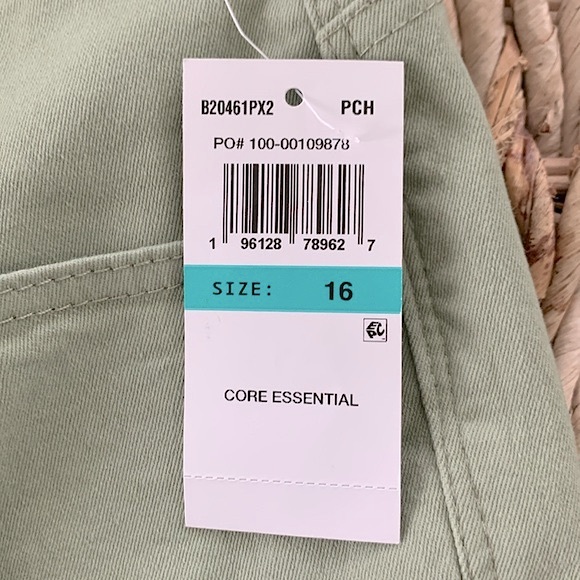 B20461PX2 PCH
PO# 100-00109878
1 96128 78962 7
SIZE: 16
CORE ESSENTIAL